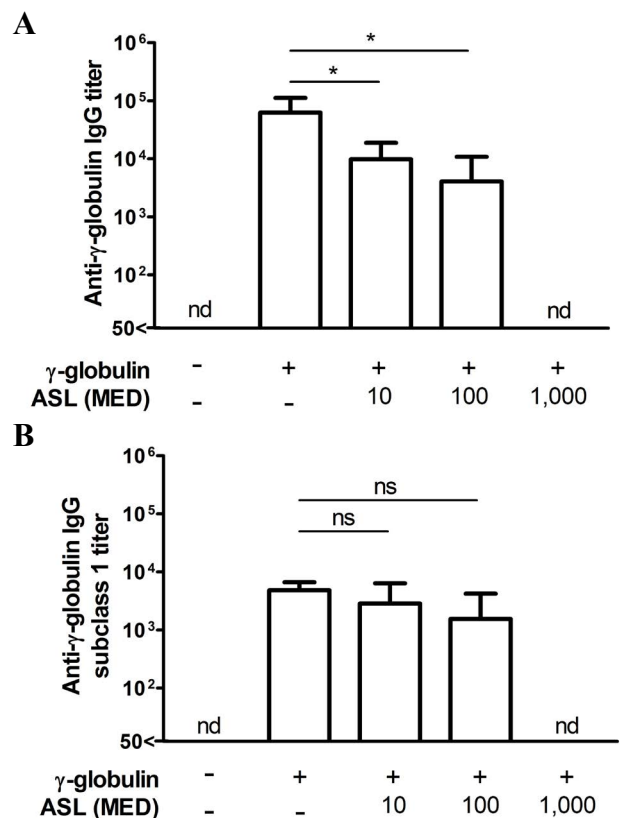 A
10⁶
*
10⁵
*
10⁴
10³
10²
50<
nd
nd
Anti-γ-globulin IgG titer
γ-globulin - + + + +
ASL (MED) - - 10 100 1,000
B
10⁶
ns
10⁵
ns
10⁴
10³
10²
50<
nd
nd
Anti-γ-globulin IgG
subclass 1 titer
γ-globulin - + + + +
ASL (MED) - - 10 100 1,000